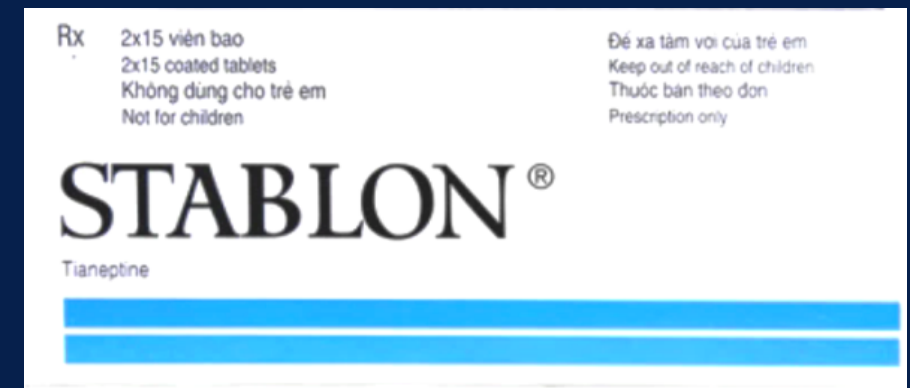 Rx 2x15 viên bao
2x15 coated tablets
Không dùng cho trẻ em
Not for children
Để xa tầm với của trẻ em
Keep out of reach of children
Thuốc bán theo đơn
Prescription only
STABLON®
Tianeptine